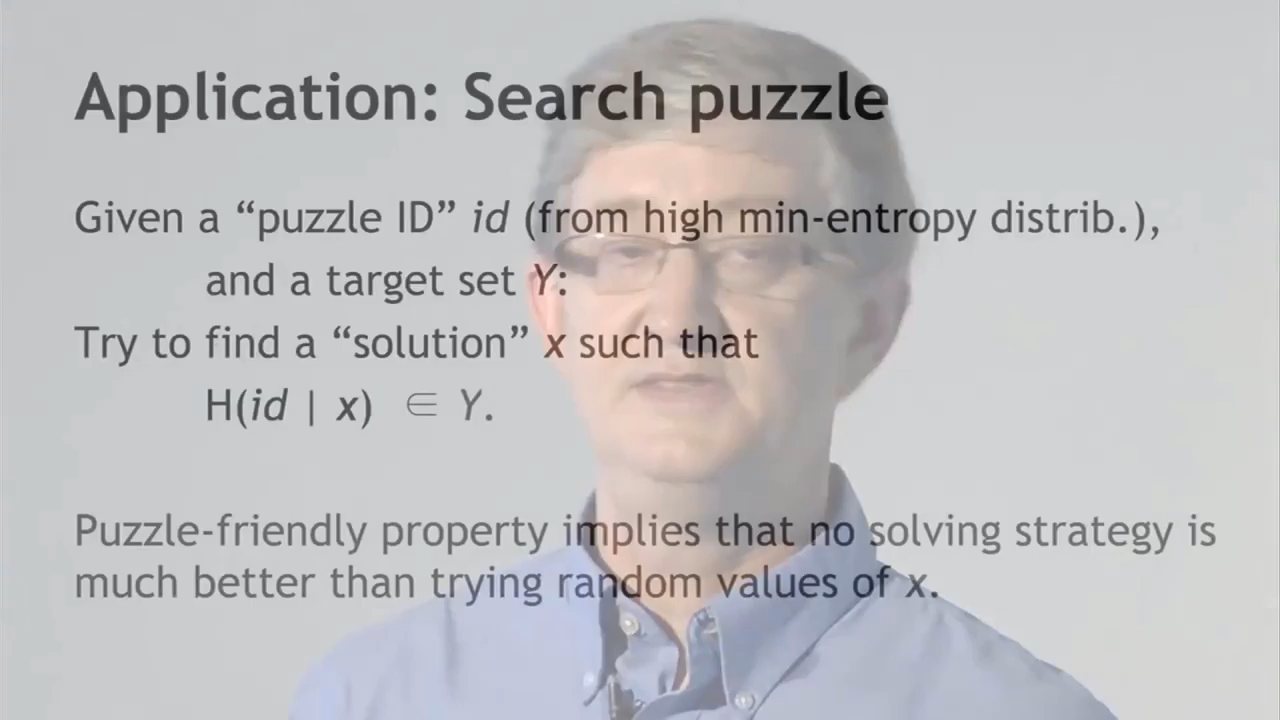 Application: Search puzzle
Given a “puzzle ID” id (from high min-entropy distrib.),
and a target set Y:
Try to find a “solution” x such that
H(id | x) ∈ Y.
Puzzle-friendly property implies that no solving strategy is
much better than trying random values of x.